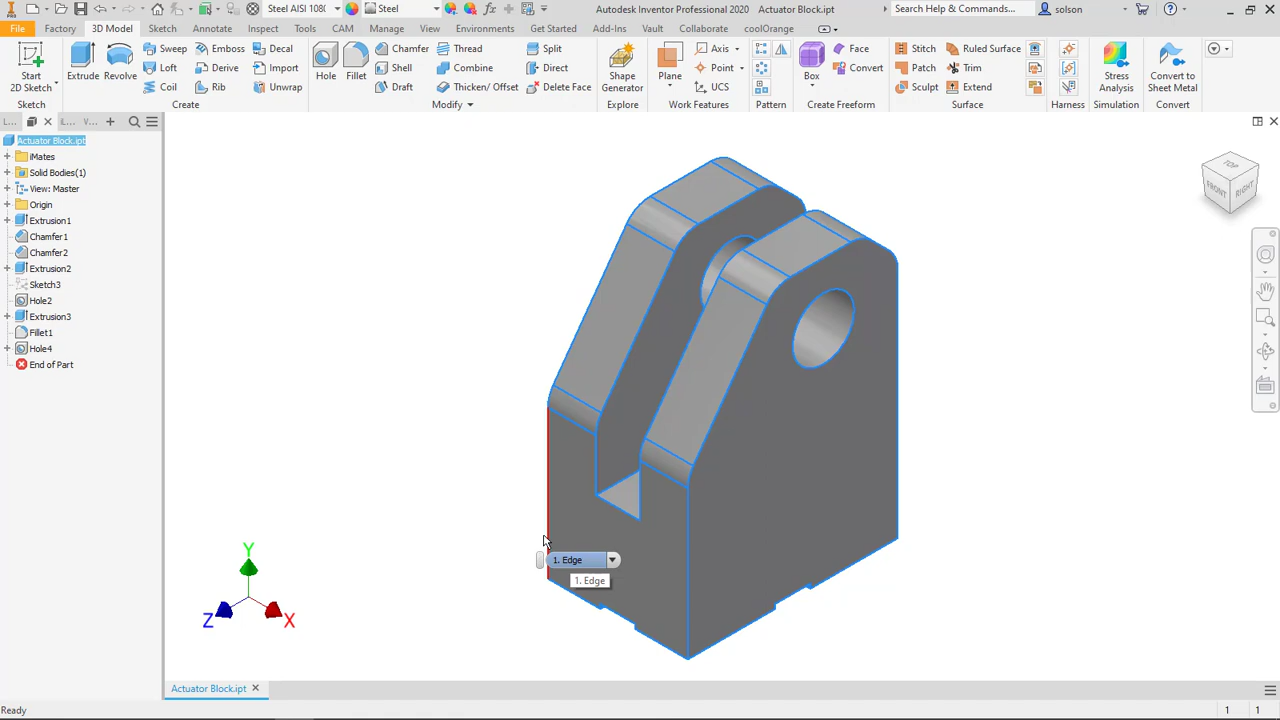 Steel AISI 1080
Steel
Autodesk Inventor Professional 2020 Actuator Block.ipt
Search Help & Commands...
solson
File Factory 3D Model Sketch Annotate Inspect Tools CAM Manage View Environments Get Started Add-Ins Vault Collaborate coolOrange
Start 2D Sketch
Extrude
Revolve
Sweep
Loft
Coil
Emboss
Derive
Rib
Decal
Import
Unwrap
Hole
Fillet
Chamfer
Shell
Draft
Thread
Combine
Thicken/ Offset
Split
Direct
Delete Face
Shape Generator
Plane
Axis
Point
UCS
Box
Face
Convert
Stitch
Patch
Sculpt
Ruled Surface
Trim
Extend
Stress Analysis
Convert to Sheet Metal
Sketch Create Modify Explore Work Features Pattern Create Freeform Surface Harness Simulation Convert
L... L... V...
Actuator Block.ipt
iMates
Solid Bodies(1)
View: Master
Origin
Extrusion1
Chamfer1
Chamfer2
Extrusion2
Sketch3
Hole2
Extrusion3
Fillet1
Hole4
End of Part
TOP
FRONT
RIGHT
1. Edge
1. Edge
Y
Z
X
Actuator Block.ipt
Ready 1 1